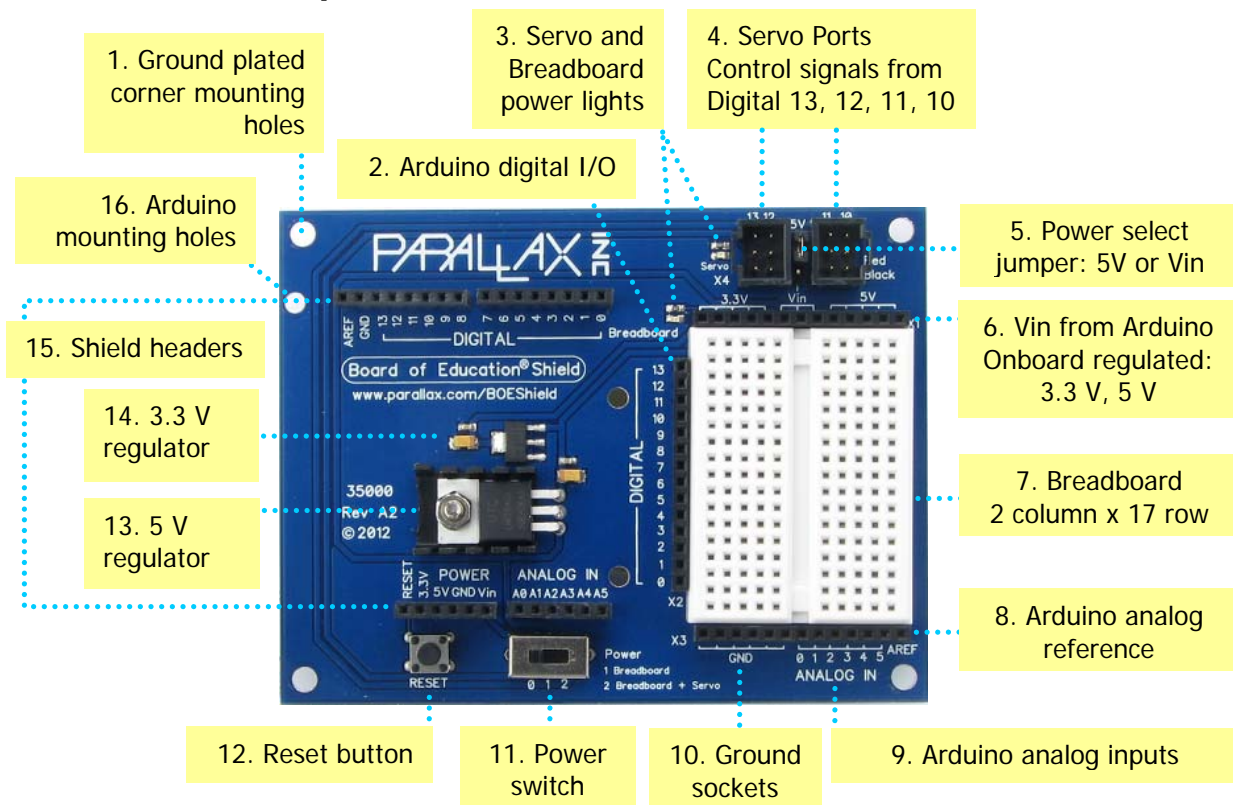 1. Ground plated
corner mounting
holes
3. Servo and
Breadboard
power lights
4. Servo Ports
Control signals from
Digital 13, 12, 11, 10
2. Arduino digital I/O
16. Arduino
mounting holes
5. Power select
jumper: 5V or Vin
6. Vin from Arduino
Onboard regulated:
3.3 V, 5 V
15. Shield headers
14. 3.3 V
regulator
13. 5 V
regulator
7. Breadboard
2 column x 17 row
8. Arduino analog
reference
12. Reset button
11. Power
switch
10. Ground
sockets
9. Arduino analog inputs
PARALLAX INC
13 12
5V
11 10
Servo
X4
Red
Black
3.3V
Vin
5V
X1
AREF
GND
13
12
11
10
9
8
7
6
5
4
3
2
1
0
DIGITAL
Breadboard
Board of Education® Shield
www.parallax.com/BOEShield
13
12
11
10
9
8
7
6
5
4
3
2
1
0
DIGITAL
X2
35000
Rev A2
© 2012
RESET
3.3V
POWER
5V GND Vin
ANALOG IN
A0 A1 A2 A3 A4 A5
RESET
0 1 2
Power
1 Breadboard
2 Breadboard + Servo
X3
GND
0 1 2 3 4 5 AREF
ANALOG IN